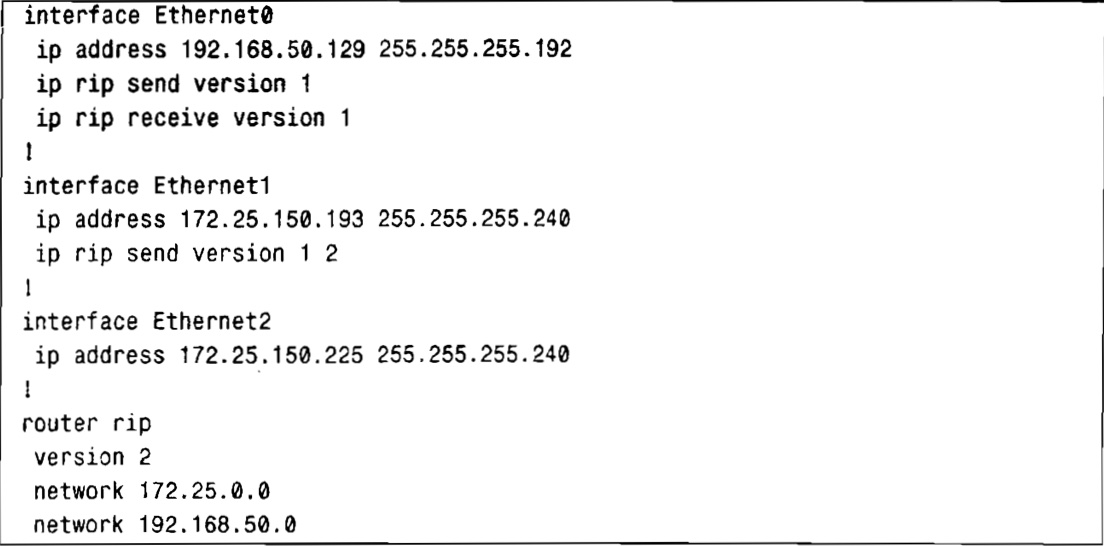 interface Ethernet0
ip address 192.168.50.129 255.255.255.192
ip rip send version 1
ip rip receive version 1
!
interface Ethernet1
ip address 172.25.150.193 255.255.255.240
ip rip send version 1 2
!
interface Ethernet2
ip address 172.25.150.225 255.255.255.240
!
router rip
version 2
network 172.25.0.0
network 192.168.50.0